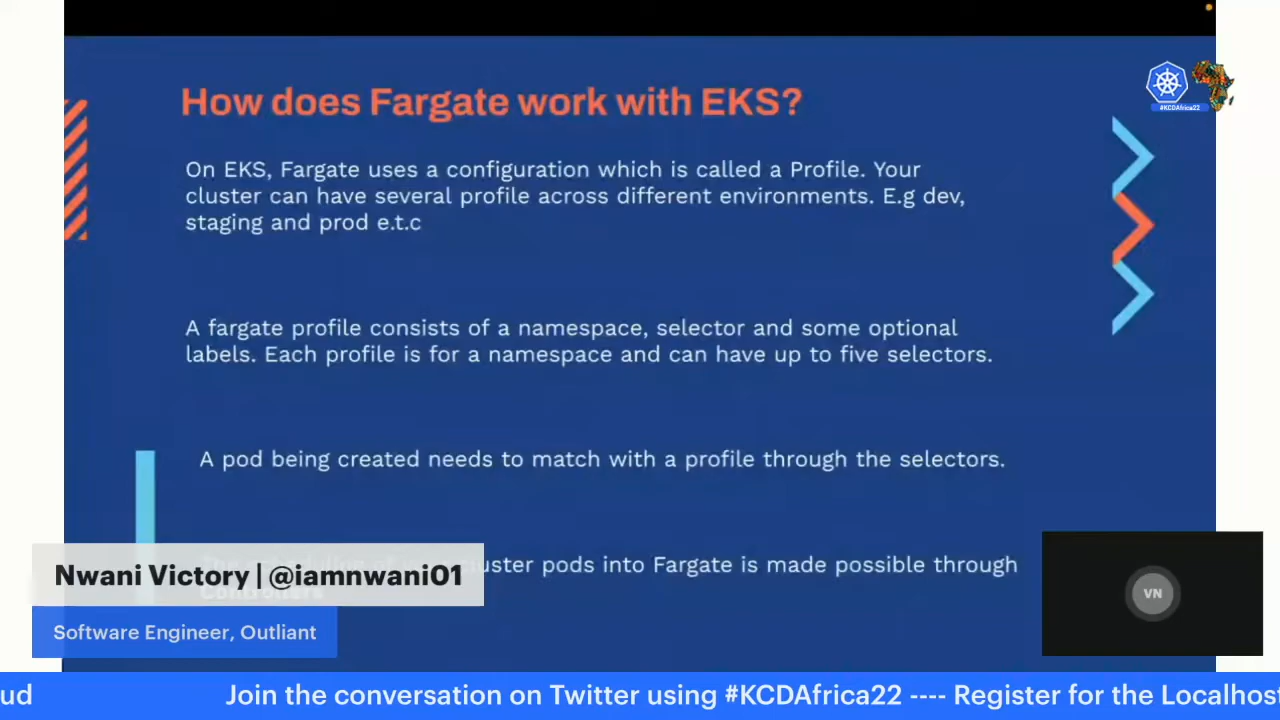 How does Fargate work with EKS?
#KCDAfrica22
On EKS, Fargate uses a configuration which is called a Profile. Your
cluster can have several profile across different environments. E.g dev,
staging and prod e.t.c
A fargate profile consists of a namespace, selector and some optional
labels. Each profile is for a namespace and can have up to five selectors.
A pod being created needs to match with a profile through the selectors.
cluster pods into Fargate is made possible through
Controllers
Nwani Victory | @iamnwani01
Software Engineer, Outliant
VN
ud Join the conversation on Twitter using #KCDAfrica22 ---- Register for the Localhost